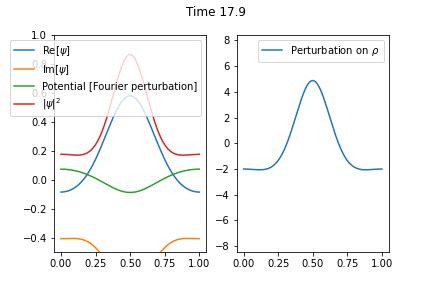 Time 17.9
1.0
0.8
0.6
0.4
0.2
0.0
−0.2
−0.4
0.00 0.25 0.50 0.75 1.00
Re[ψ]
Im[ψ]
Potential [Fourier perturbation]
|ψ|²
8
6
4
2
0
−2
−4
−6
−8
0.00 0.25 0.50 0.75 1.00
Perturbation on ρ